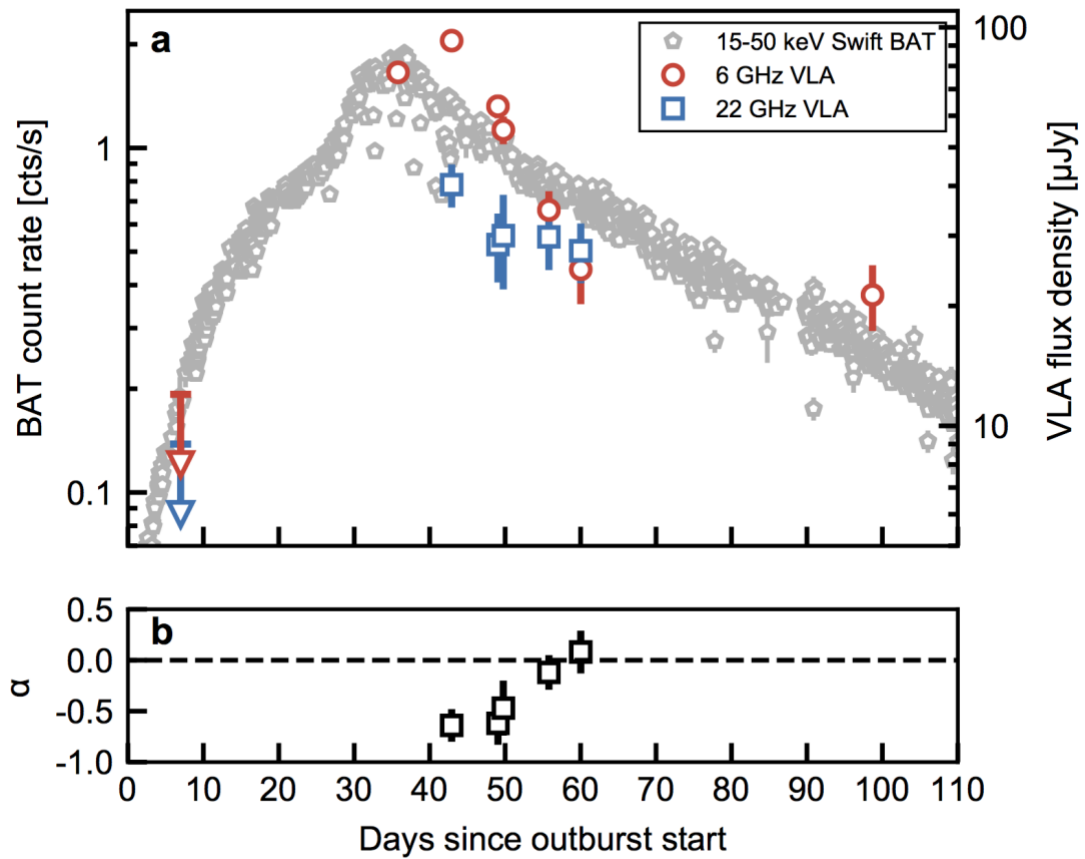 a
15-50 keV Swift BAT
6 GHz VLA
22 GHz VLA
BAT count rate [cts/s]
1
0.1
100
10
VLA flux density [μJy]
b
α
0.5
0.0
-0.5
-1.0
0 10 20 30 40 50 60 70 80 90 100 110
Days since outburst start